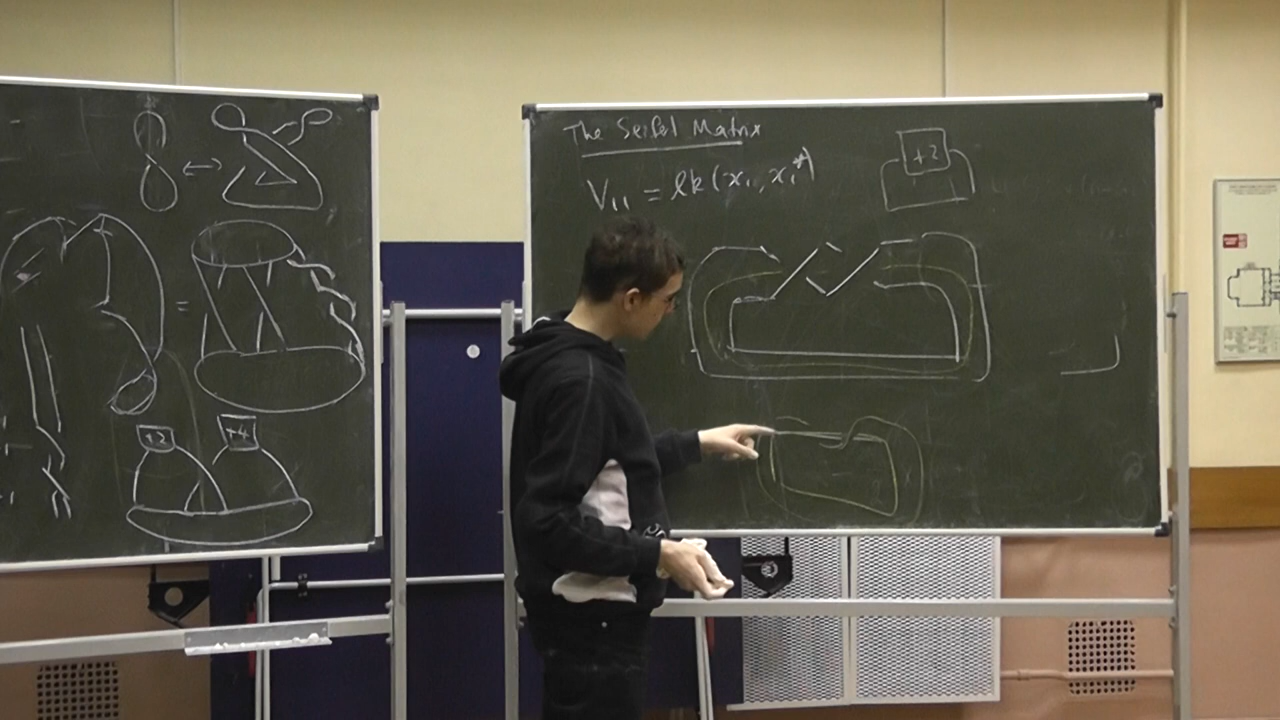 +2
+4
The Seifel Matrix
V₁₁ = lk(x₁, x₁*)
+2